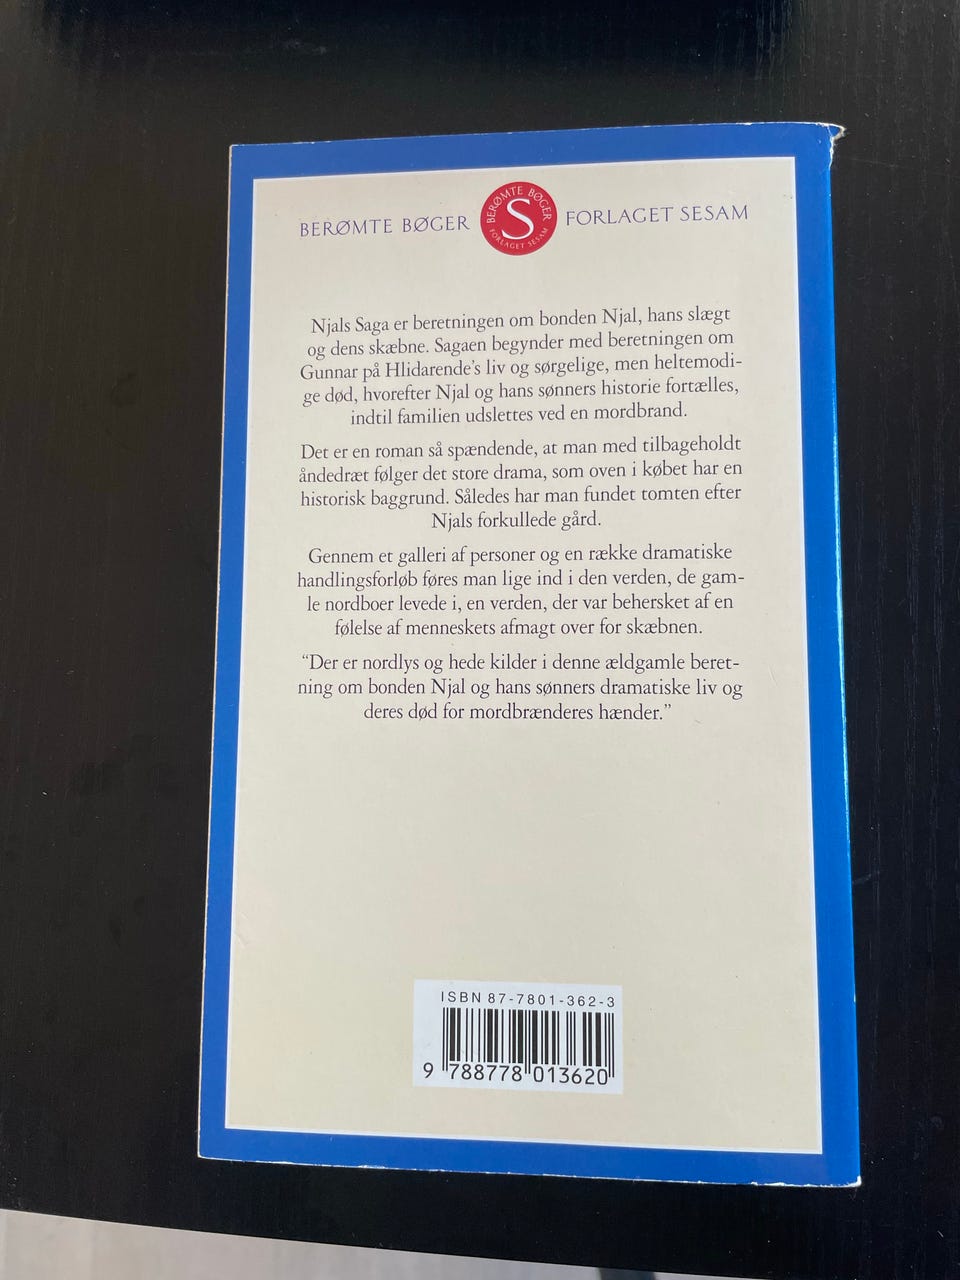 BERØMTE BØGER
BERØMTE BØGER
S
FORLAGET SESAM
FORLAGET SESAM
Njals Saga er beretningen om bonden Njal, hans slægt
og dens skæbne. Sagaen begynder med beretningen om
Gunnar på Hlidarende's liv og sørgelige, men heltemodi-
ge død, hvorefter Njal og hans sønners historie fortælles,
indtil familien udslettes ved en mordbrand.
Det er en roman så spændende, at man med tilbageholdt
åndedræt følger det store drama, som oven i købet har en
historisk baggrund. Således har man fundet tomten efter
Njals forkullede gård.
Gennem et galleri af personer og en række dramatiske
handlingsforløb føres man lige ind i den verden, de gam-
le nordboer levede i, en verden, der var behersket af en
følelse af menneskets afmagt over for skæbnen.
“Der er nordlys og hede kilder i denne ældgamle beret-
ning om bonden Njal og hans sønners dramatiske liv og
deres død for mordbrænderes hænder.”
ISBN 87-7801-362-3
9 788778 013620